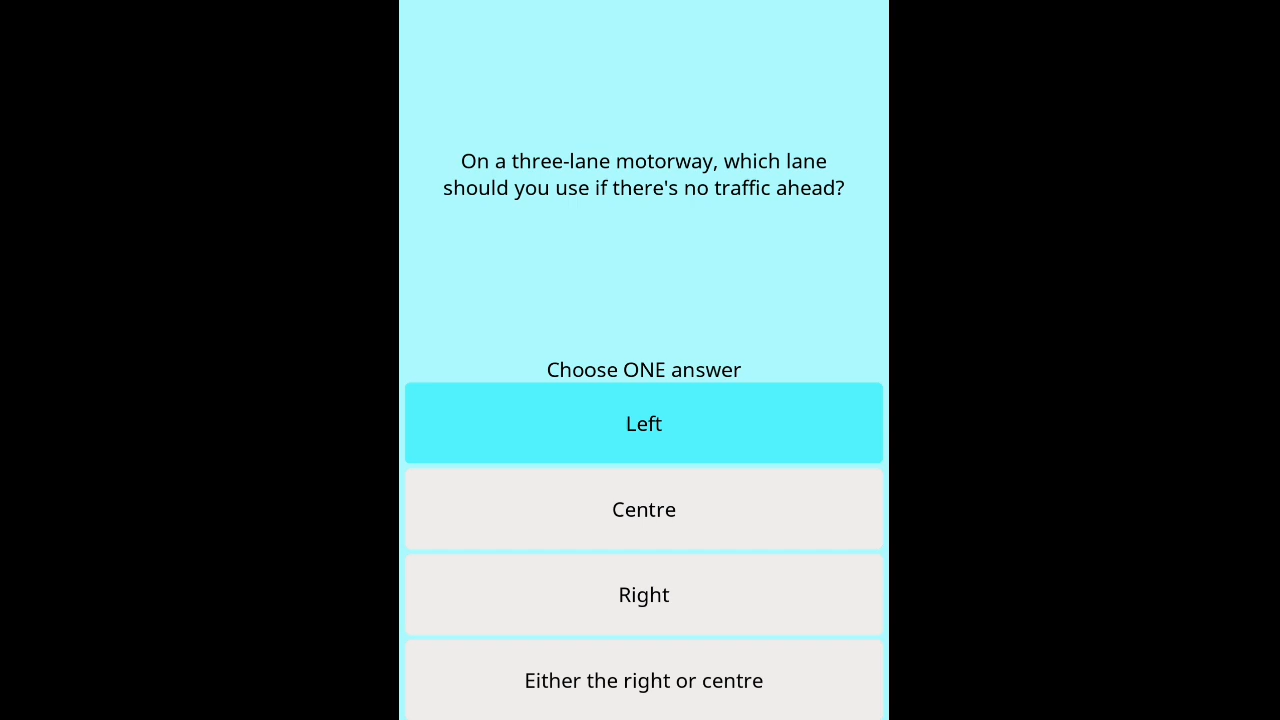 On a three-lane motorway, which lane
should you use if there's no traffic ahead?
Choose ONE answer
Left
Centre
Right
Either the right or centre